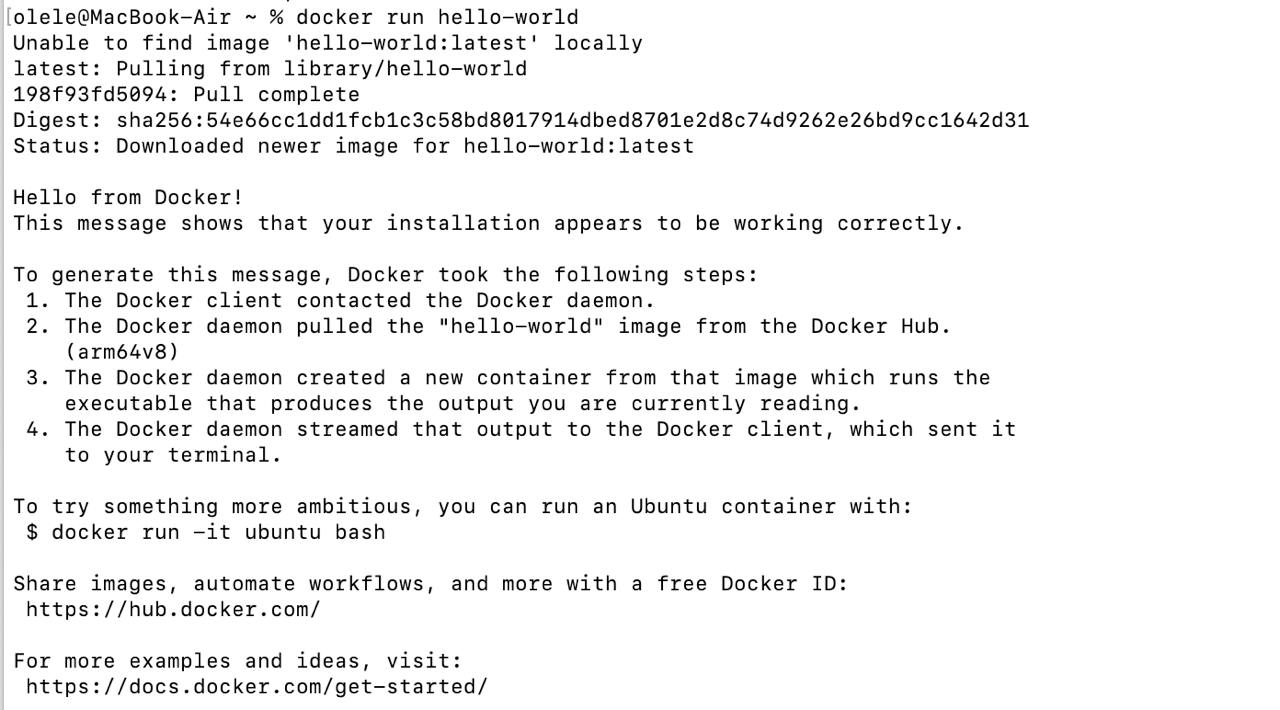 [olele@MacBook-Air ~ % docker run hello-world
Unable to find image 'hello-world:latest' locally
latest: Pulling from library/hello-world
198f93fd5094: Pull complete
Digest: sha256:54e66cc1dd1fcb1c3c58bd8017914dbed8701e2d8c74d9262e26bd9cc1642d31
Status: Downloaded newer image for hello-world:latest

Hello from Docker!
This message shows that your installation appears to be working correctly.

To generate this message, Docker took the following steps:
 1. The Docker client contacted the Docker daemon.
 2. The Docker daemon pulled the "hello-world" image from the Docker Hub.
    (arm64v8)
 3. The Docker daemon created a new container from that image which runs the
    executable that produces the output you are currently reading.
 4. The Docker daemon streamed that output to the Docker client, which sent it
    to your terminal.

To try something more ambitious, you can run an Ubuntu container with:
 $ docker run -it ubuntu bash

Share images, automate workflows, and more with a free Docker ID:
 https://hub.docker.com/

For more examples and ideas, visit:
 https://docs.docker.com/get-started/